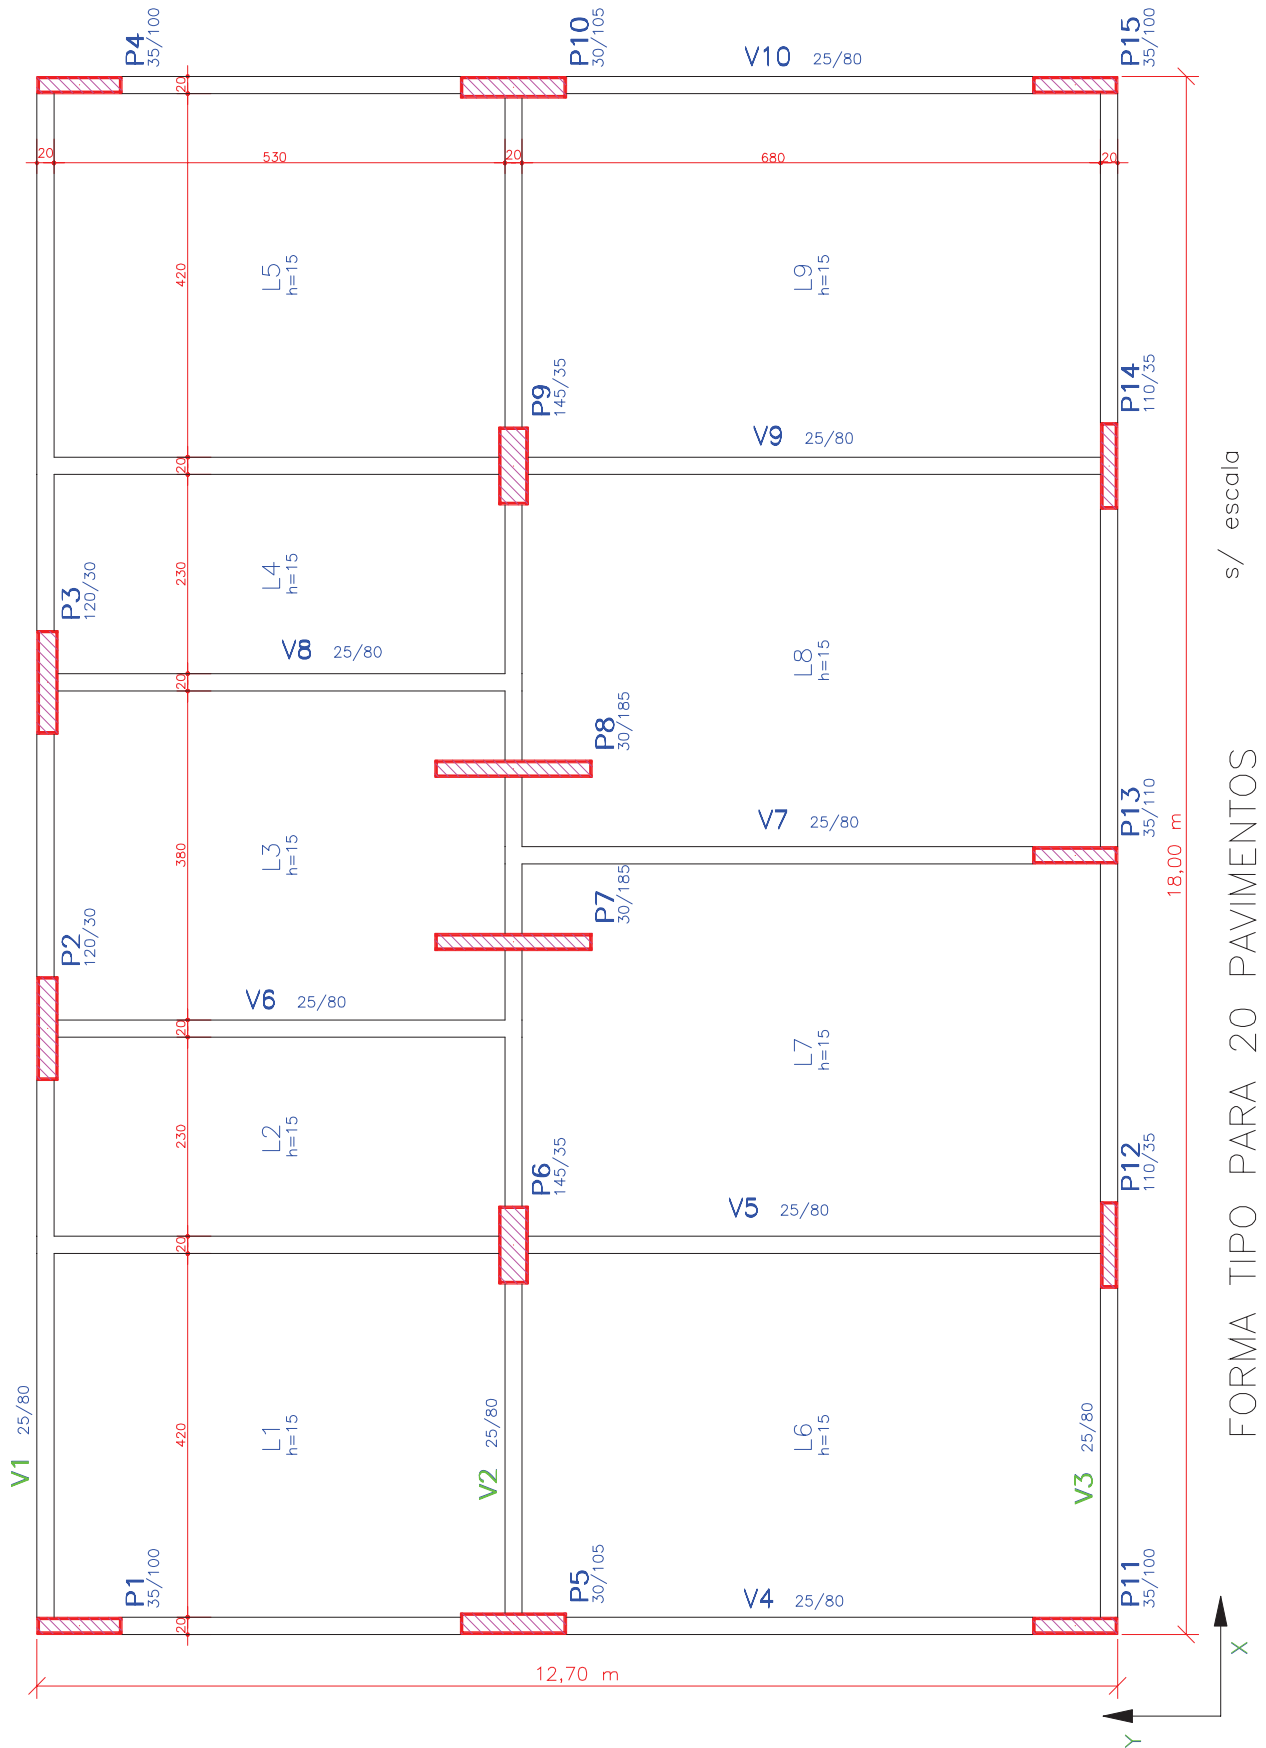 V1 25/80
P1
35/100
P2
120/30
P3
120/30
P4
35/100
20
530
20
680
20
20
420
20
230
20
380
20
230
20
420
20
L1
h=15
L2
h=15
L3
h=15
L4
h=15
L5
h=15
V6 25/80
V8 25/80
V2 25/80
P5
30/105
P6
145/35
P7
30/185
P8
30/185
P9
145/35
P10
30/105
V4 25/80
V5 25/80
V7 25/80
V9 25/80
V10 25/80
L6
h=15
L7
h=15
L8
h=15
L9
h=15
V3 25/80
P11
35/100
P12
110/35
P13
35/110
P14
110/35
P15
35/100
12,70 m
18,00 m
Y
X
FORMA TIPO PARA 20 PAVIMENTOS
s/ escala